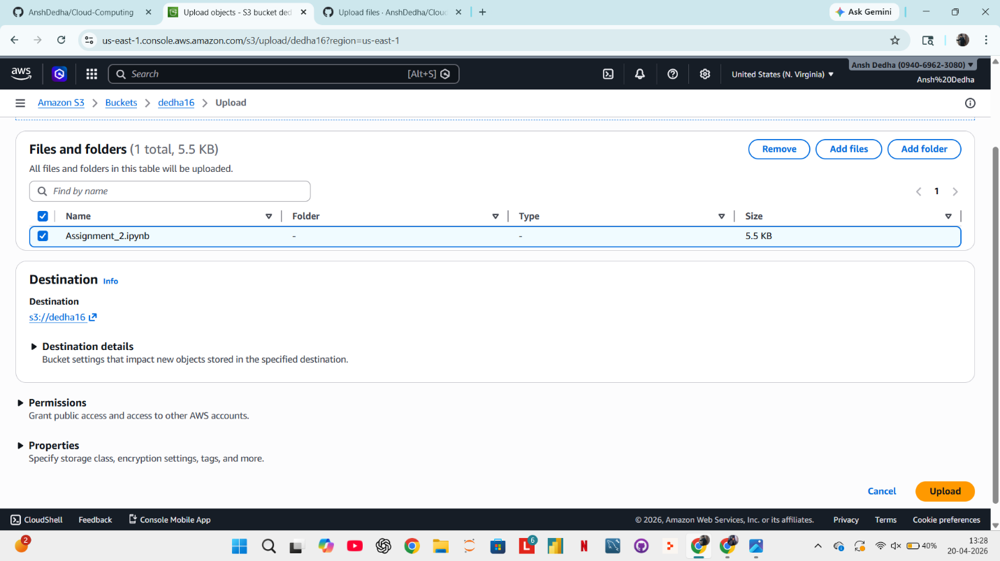 AnshDedha/Cloud-Computing
Upload objects - S3 bucket ded
Upload files · AnshDedha/Clou
Ask Gemini
us-east-1.console.aws.amazon.com/s3/upload/dedha16?region=us-east-1
aws
Search
[Alt+S]
United States (N. Virginia)
Ansh Dedha (0940-6962-3080)
Ansh%20Dedha
Amazon S3
Buckets
dedha16
Upload
Files and folders (1 total, 5.5 KB)
Remove
Add files
Add folder
All files and folders in this table will be uploaded.
Find by name
1
Name
Folder
Type
Size
Assignment_2.ipynb
-
-
5.5 KB
Destination Info
Destination
s3://dedha16
Destination details
Bucket settings that impact new objects stored in the specified destination.
Permissions
Grant public access and access to other AWS accounts.
Properties
Specify storage class, encryption settings, tags, and more.
Cancel
Upload
CloudShell
Feedback
Console Mobile App
© 2026, Amazon Web Services, Inc. or its affiliates.
Privacy
Terms
Cookie preferences
2
L
6
N
40%
13:28
20-04-2026